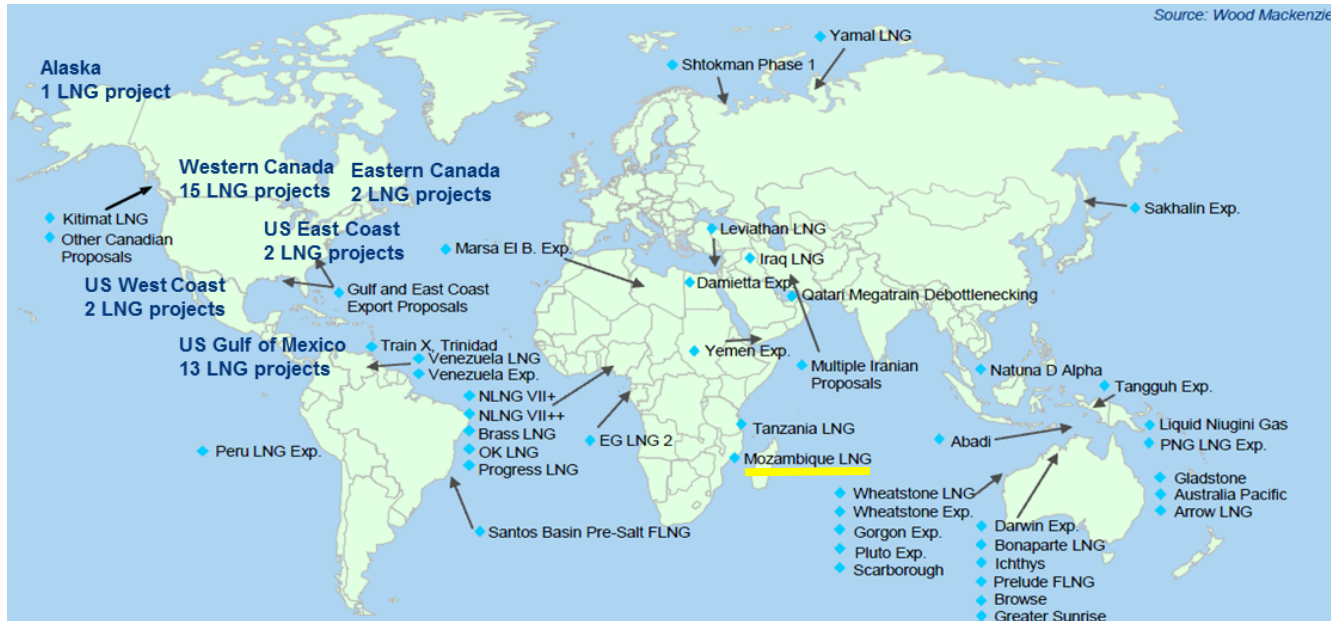 Source: Wood Mackenzie
Yamal LNG
Shtokman Phase 1
Alaska
1 LNG project
Western Canada
15 LNG projects
Eastern Canada
2 LNG projects
Kitimat LNG
Other Canadian
Proposals
US East Coast
2 LNG projects
Marsa El B. Exp.
Leviathan LNG
Iraq LNG
Sakhalin Exp.
US West Coast
2 LNG projects
Gulf and East Coast
Export Proposals
Damietta Exp.
Qatari Megatrain Debottlenecking
US Gulf of Mexico
13 LNG projects
Train X, Trinidad
Venezuela LNG
Venezuela Exp.
Yemen Exp.
Multiple Iranian
Proposals
Natuna D Alpha
Tangguh Exp.
NLNG VII+
NLNG VII++
Brass LNG
OK LNG
Progress LNG
EG LNG 2
Tanzania LNG
Mozambique LNG
Abadi
Liquid Niugini Gas
PNG LNG Exp.
Peru LNG Exp.
Gladstone
Australia Pacific
Arrow LNG
Wheatstone LNG
Wheatstone Exp.
Gorgon Exp.
Pluto Exp.
Scarborough
Santos Basin Pre-Salt FLNG
Darwin Exp.
Bonaparte LNG
Ichthys
Prelude FLNG
Browse
Greater Sunrise